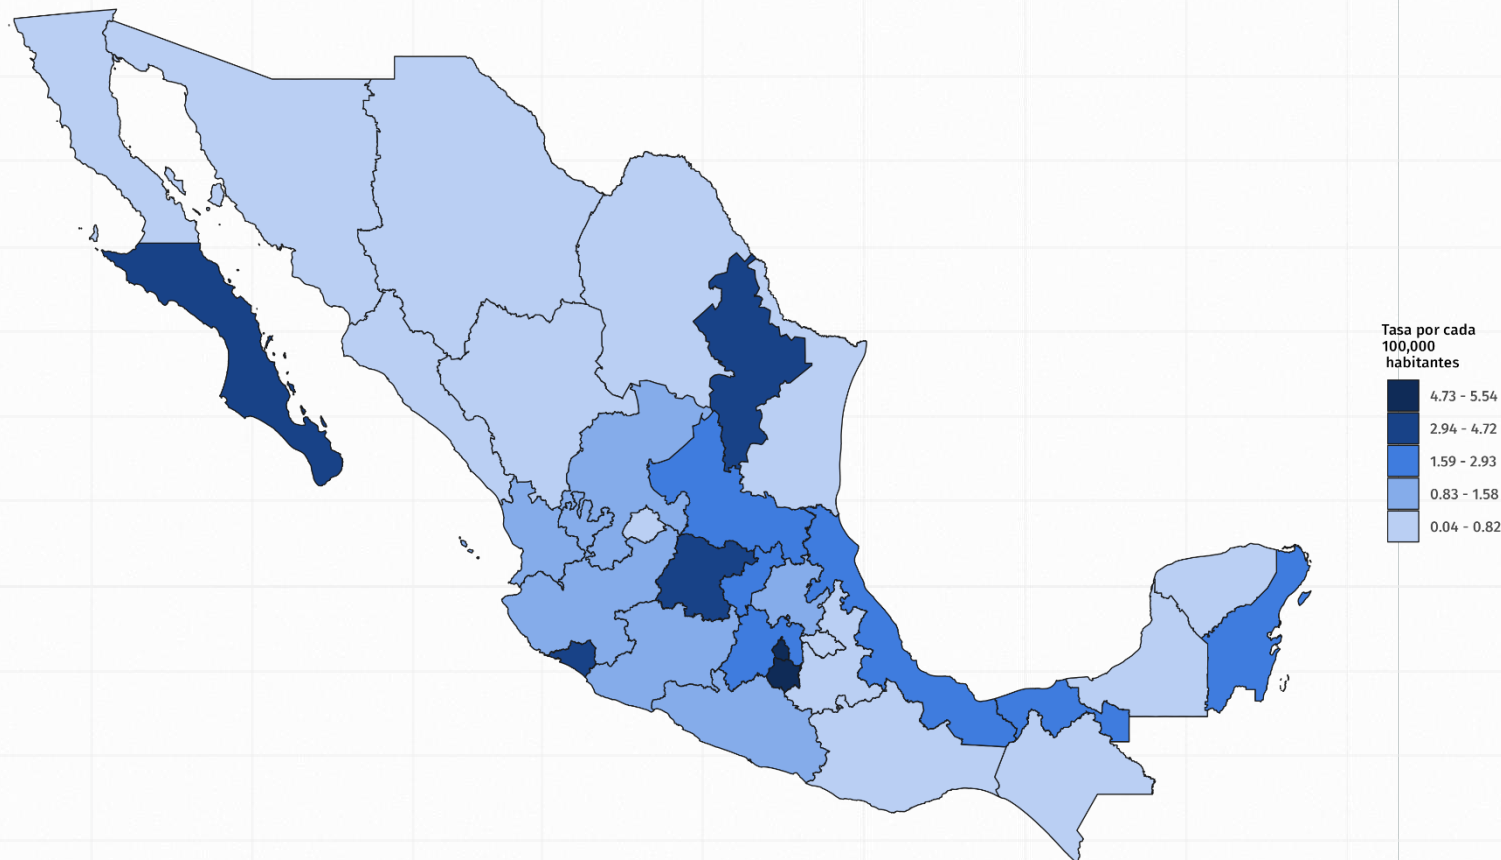 Tasa por cada
100,000
habitantes
4.73 - 5.54
2.94 - 4.72
1.59 - 2.93
0.83 - 1.58
0.04 - 0.82